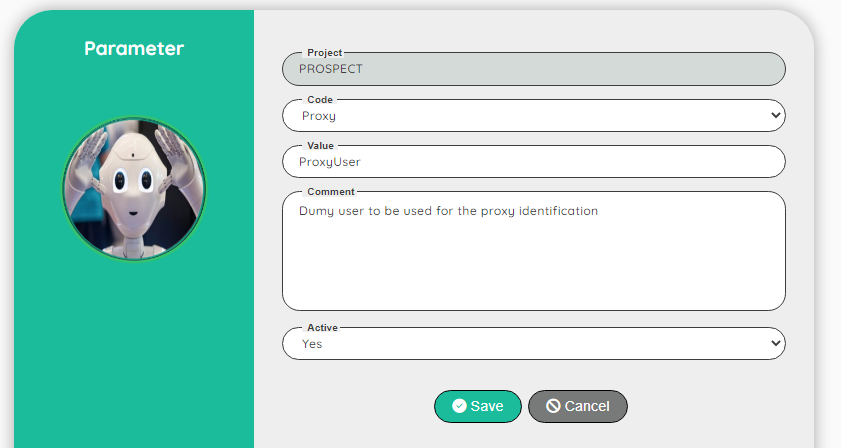 Parameter
Project
PROSPECT
Code
Proxy
Value
ProxyUser
Comment
Dumy user to be used for the proxy identification
Active
Yes
Save Cancel